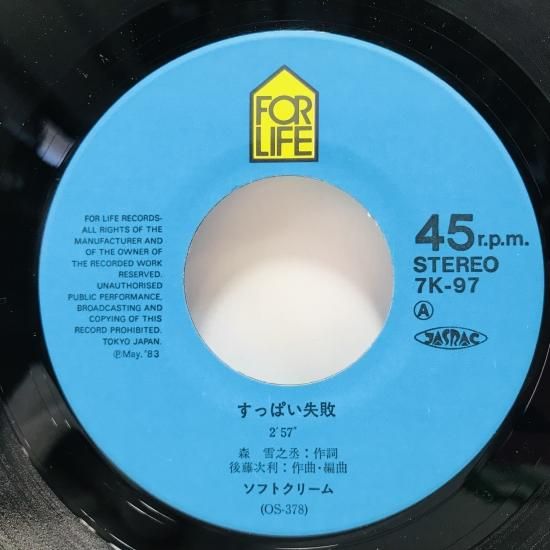 FOR
LIFE
FOR LIFE RECORDS-
ALL RIGHTS OF THE
MANUFACTURER AND
OF THE OWNER OF
THE RECORDED WORK
RESERVED.
UNAUTHORISED
PUBLIC PERFORMANCE,
BROADCASTING AND
COPYING OF THIS
RECORD PROHIBITED.
TOKYO JAPAN.
ⓅMay. '83
45r.p.m.
STEREO
7K-97
Ⓐ
JASRAC
すっぱい失敗
2'57"
森 雪之丞：作詞
後藤次利：作曲・編曲
ソフトクリーム
(OS-378)